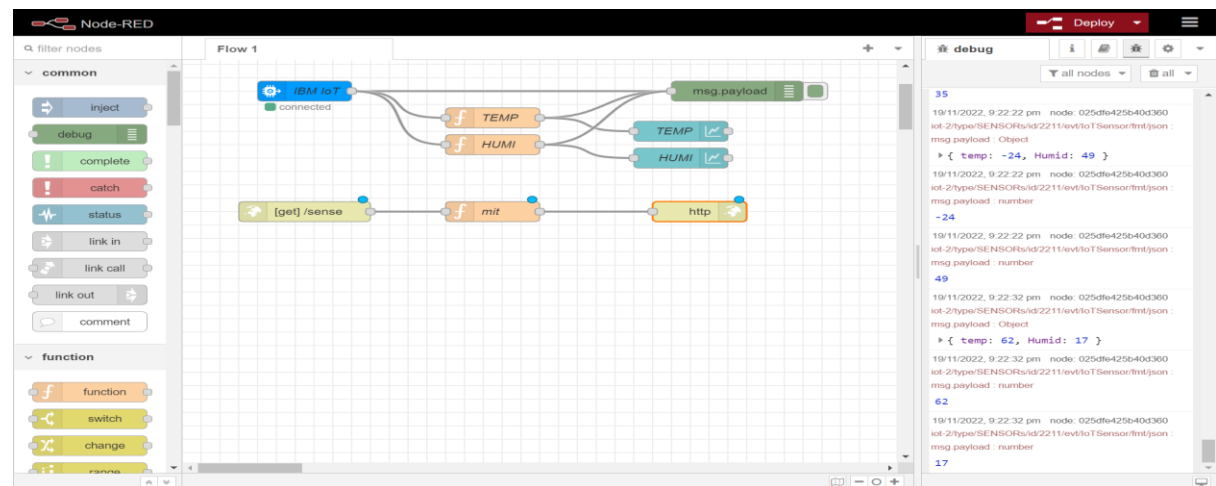 Node-RED
Deploy
filter nodes
Flow 1
debug
i
all nodes
all
common
inject
debug
complete
catch
status
link in
link call
link out
comment
function
function
switch
change
range
IBM IoT
connected
msg.payload
TEMP
HUMI
TEMP
HUMI
[get] /sense
f
mit
http
35
19/11/2022, 9:22:22 pm node: 025dfe425b40d360
iot-2/type/SENSORs/id/2211/evt/IoTSensor/fmt/json :
msg.payload : Object
{ temp: -24, Humid: 49 }
19/11/2022, 9:22:22 pm node: 025dfe425b40d360
iot-2/type/SENSORs/id/2211/evt/IoTSensor/fmt/json :
msg.payload : number
-24
19/11/2022, 9:22:22 pm node: 025dfe425b40d360
iot-2/type/SENSORs/id/2211/evt/IoTSensor/fmt/json :
msg.payload : number
49
19/11/2022, 9:22:32 pm node: 025dfe425b40d360
iot-2/type/SENSORs/id/2211/evt/IoTSensor/fmt/json :
msg.payload : Object
{ temp: 62, Humid: 17 }
19/11/2022, 9:22:32 pm node: 025dfe425b40d360
iot-2/type/SENSORs/id/2211/evt/IoTSensor/fmt/json :
msg.payload : number
62
19/11/2022, 9:22:32 pm node: 025dfe425b40d360
iot-2/type/SENSORs/id/2211/evt/IoTSensor/fmt/json :
msg.payload : number
17